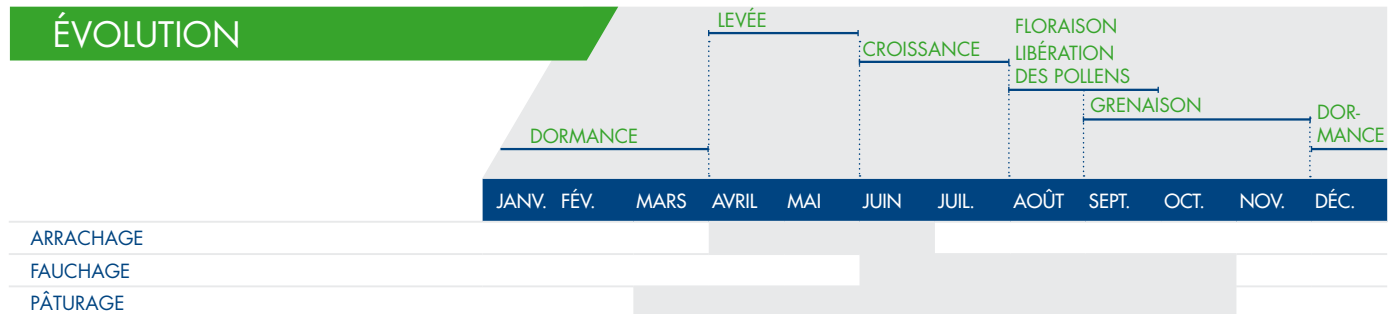 ÉVOLUTION
LEVÉE
CROISSANCE
FLORAISON
LIBÉRATION
DES POLLENS
GRENAISON
DORMANCE
DOR-
MANCE
JANV. FÉV. MARS AVRIL MAI JUIN JUIL. AOÛT SEPT. OCT. NOV. DÉC.
ARRACHAGE
FAUCHAGE
PÂTURAGE